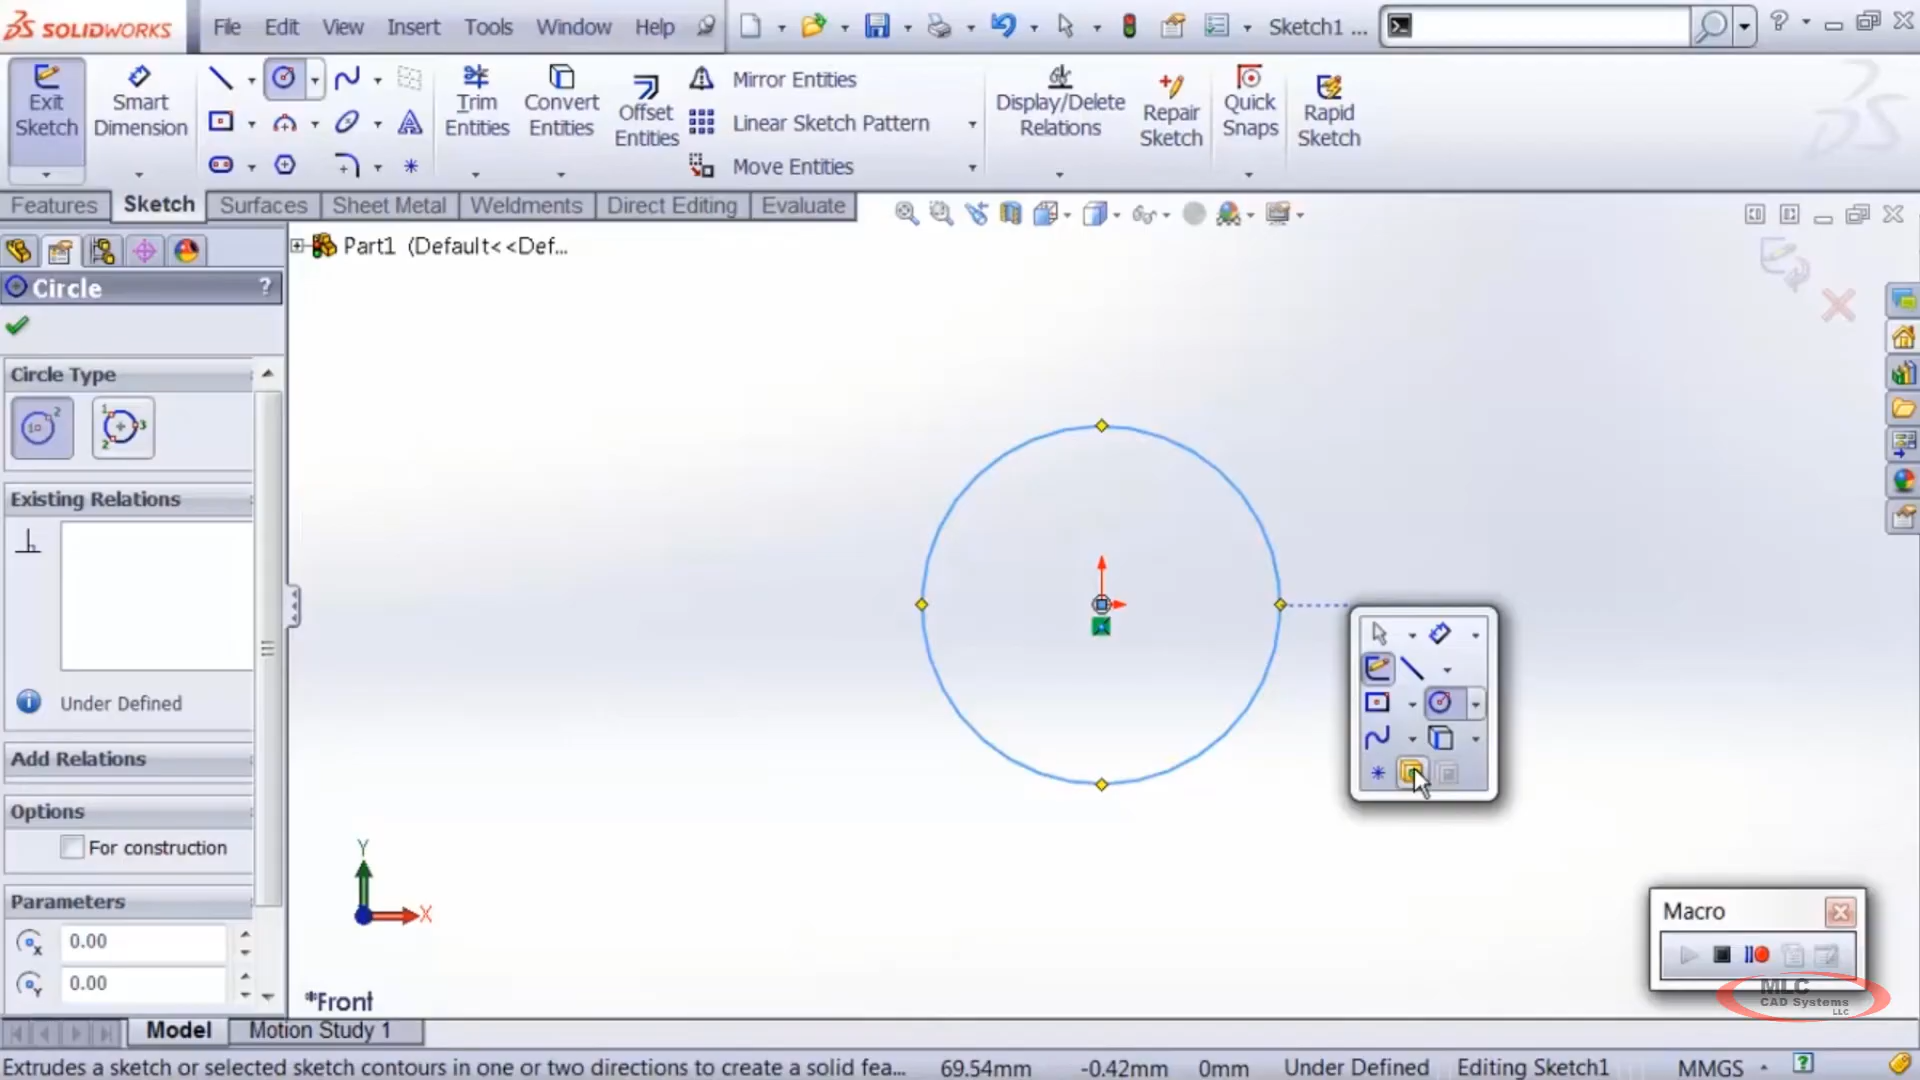 SOLIDWORKS File Edit View Insert Tools Window Help Sketch1 ... ?
Exit Sketch
Smart Dimension
Trim Entities
Convert Entities
Offset Entities
Mirror Entities
Linear Sketch Pattern
Move Entities
Display/Delete Relations
Repair Sketch
Quick Snaps
Rapid Sketch
Features Sketch Surfaces Sheet Metal Weldments Direct Editing Evaluate
Part1 (Default<<Def...
Circle ?
Circle Type
Existing Relations
Under Defined
Add Relations
Options
For construction
Parameters
0.00
0.00
Y
X
*Front
Macro
MLC
CAD Systems
LLC
Model Motion Study 1
Extrudes a sketch or selected sketch contours in one or two directions to create a solid fea... 69.54mm -0.42mm 0mm Under Defined Editing Sketch1 MMGS ?